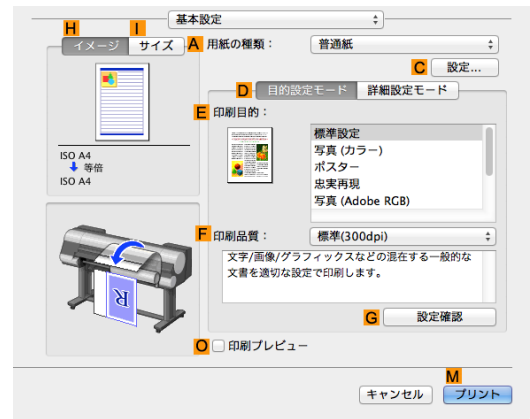 基本設定
H
I
イメージ
サイズ
A
用紙の種類：
普通紙
C
設定...
D
目的設定モード
詳細設定モード
E
印刷目的：
ISO A4
等倍
ISO A4
標準設定
写真 (カラー)
ポスター
忠実再現
写真 (Adobe RGB)
F
印刷品質：
標準(300dpi)
文字/画像/グラフィックスなどの混在する一般的な
文書を適切な設定で印刷します。
R
G
設定確認
O
印刷プレビュー
M
キャンセル
プリント